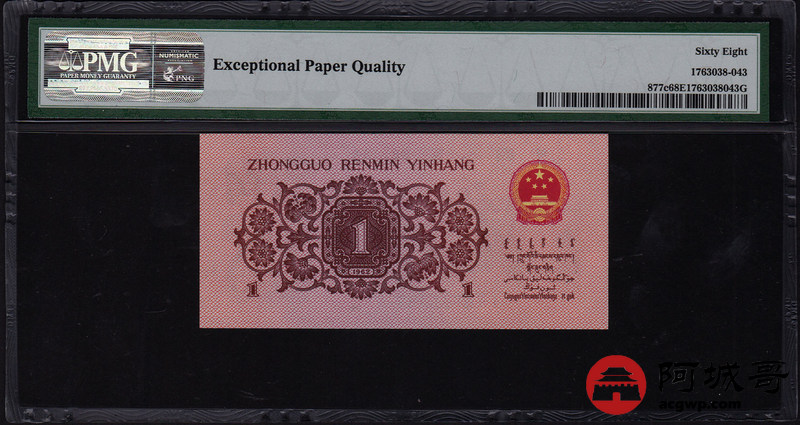 PMG
PAPER MONEY GUARANTY
NUMISMATIC
PNG
Exceptional Paper Quality
Sixty Eight
1763038-043
877c68E1763038043G
ZHONGGUO RENMIN YINHANG
1
1962
1
1
阿城哥
acgwp.com